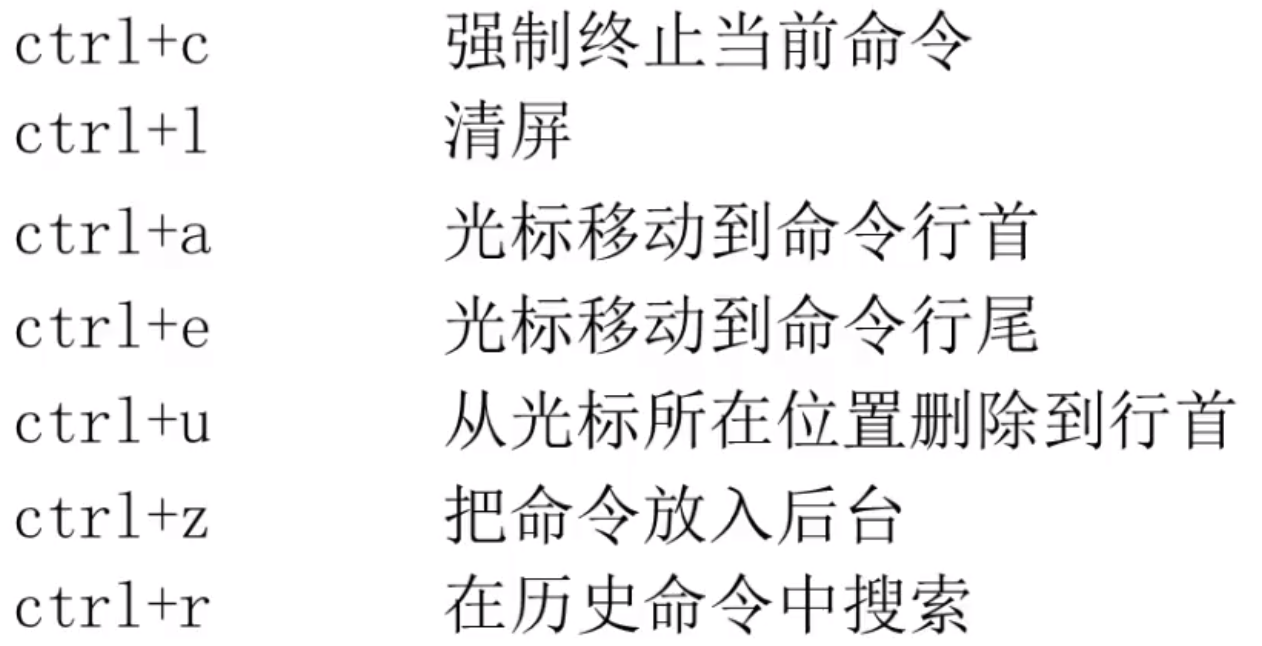 ctrl+c 强制终止当前命令
ctrl+l 清屏
ctrl+a 光标移动到命令行首
ctrl+e 光标移动到命令行尾
ctrl+u 从光标所在位置删除到行首
ctrl+z 把命令放入后台
ctrl+r 在历史命令中搜索